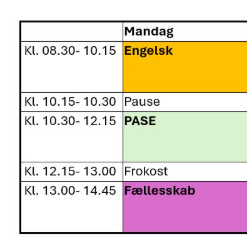 Mandag
Kl. 08.30- 10.15 Engelsk
Kl. 10.15- 10.30 Pause
Kl. 10.30- 12.15 PASE
Kl. 12.15- 13.00 Frokost
Kl. 13.00- 14.45 Fællesskab